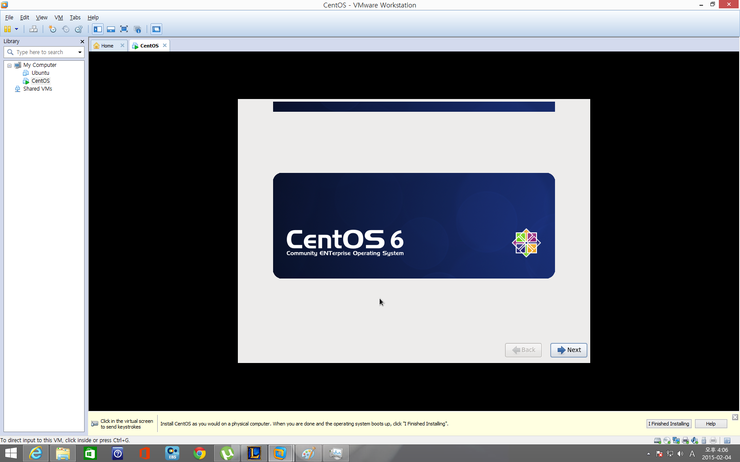 CentOS - VMware Workstation
File Edit View VM Tabs Help
Library
Type here to search
My Computer
Ubuntu
CentOS
Shared VMs
Home
CentOS
CentOS 6
Community ENTerprise Operating System
Back
Next
Click in the virtual screen
to send keystrokes
Install CentOS as you would on a physical computer. When you are done and the operating system boots up, click "I Finished Installing".
I Finished Installing
Help
To direct input to this VM, click inside or press Ctrl+G.
A
오후 4:06
2015-02-04